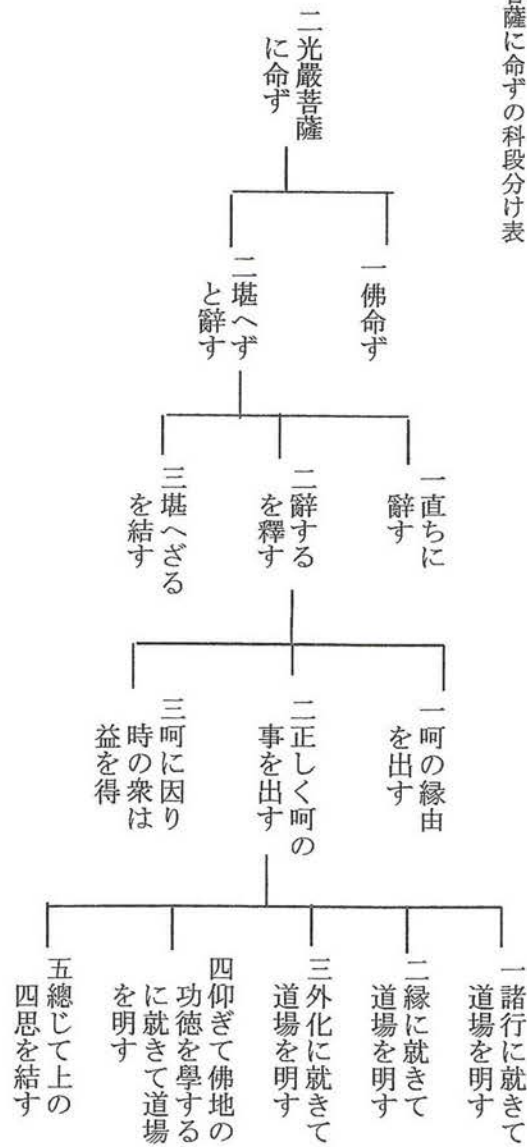 薩に命ずの科段分け表
二光嚴菩薩
に命ず
一佛命ず
二堪へず
と辭す
一直ちに
辭す
二辭する
を釋す
三堪へざる
を結す
一呵の縁由
を出す
二正しく呵の
事を出す
三呵に因り
時の衆は
益を得
一諸行に就きて
道場を明す
二縁に就きて
道場を明す
三外化に就きて
道場を明す
四仰ぎて佛地の
功徳を學する
に就きて道場
を明す
五總じて上の
四思を結す